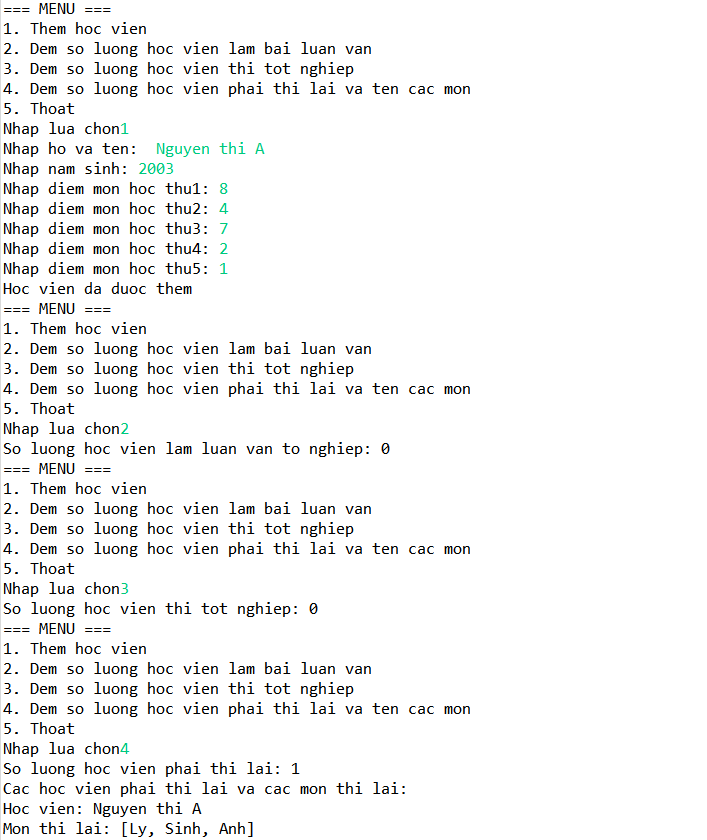 === MENU ===
1. Them hoc vien
2. Dem so luong hoc vien lam bai luan van
3. Dem so luong hoc vien thi tot nghiep
4. Dem so luong hoc vien phai thi lai va ten cac mon
5. Thoat
Nhap lua chon1
Nhap ho va ten:  Nguyen thi A
Nhap nam sinh: 2003
Nhap diem mon hoc thu1: 8
Nhap diem mon hoc thu2: 4
Nhap diem mon hoc thu3: 7
Nhap diem mon hoc thu4: 2
Nhap diem mon hoc thu5: 1
Hoc vien da duoc them
=== MENU ===
1. Them hoc vien
2. Dem so luong hoc vien lam bai luan van
3. Dem so luong hoc vien thi tot nghiep
4. Dem so luong hoc vien phai thi lai va ten cac mon
5. Thoat
Nhap lua chon2
So luong hoc vien lam luan van to nghiep: 0
=== MENU ===
1. Them hoc vien
2. Dem so luong hoc vien lam bai luan van
3. Dem so luong hoc vien thi tot nghiep
4. Dem so luong hoc vien phai thi lai va ten cac mon
5. Thoat
Nhap lua chon3
So luong hoc vien thi tot nghiep: 0
=== MENU ===
1. Them hoc vien
2. Dem so luong hoc vien lam bai luan van
3. Dem so luong hoc vien thi tot nghiep
4. Dem so luong hoc vien phai thi lai va ten cac mon
5. Thoat
Nhap lua chon4
So luong hoc vien phai thi lai: 1
Cac hoc vien phai thi lai va cac mon thi lai:
Hoc vien: Nguyen thi A
Mon thi lai: [Ly, Sinh, Anh]